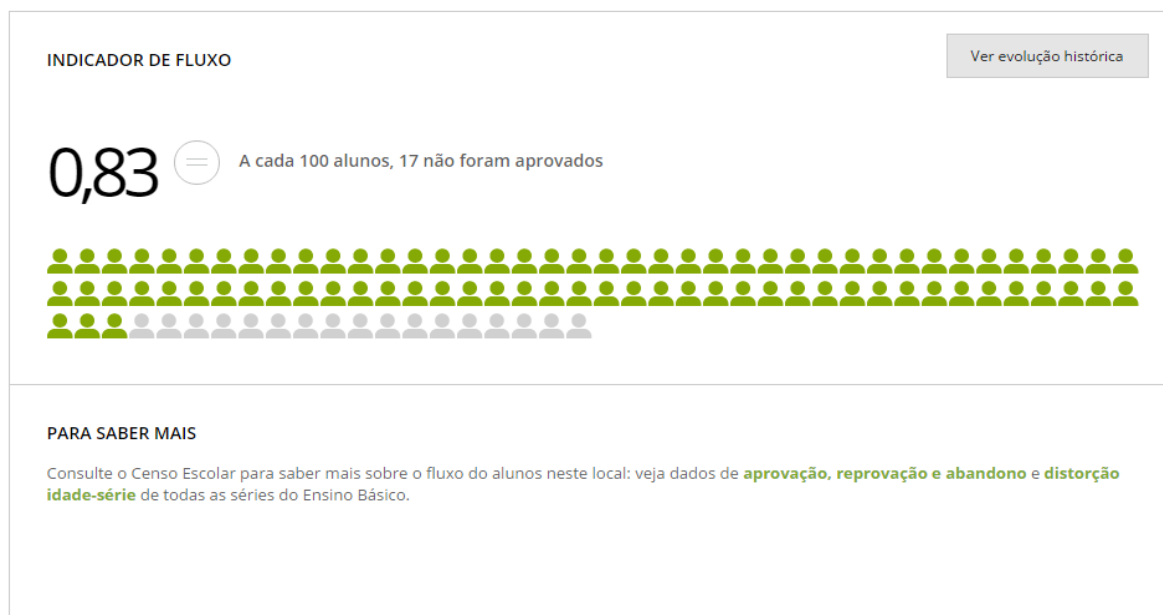 INDICADOR DE FLUXO
Ver evolução histórica
0,83
A cada 100 alunos, 17 não foram aprovados
PARA SABER MAIS
Consulte o Censo Escolar para saber mais sobre o fluxo do alunos neste local: veja dados de aprovação, reprovação e abandono e distorção
idade-série de todas as séries do Ensino Básico.